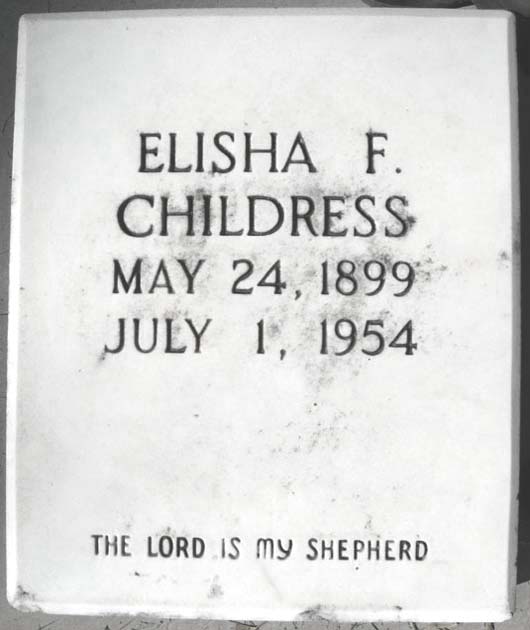 ELISHA F.
CHILDRESS
MAY 24, 1899
JULY 1, 1954
THE LORD IS MY SHEPHERD